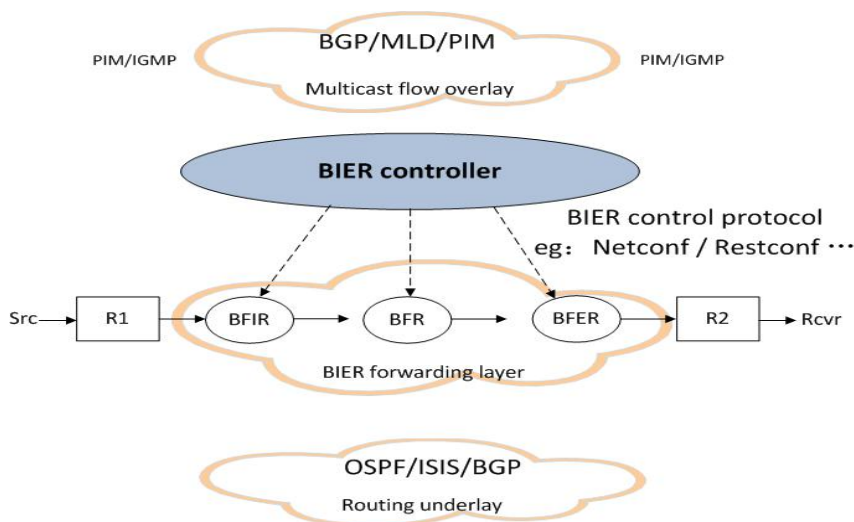 BGP/MLD/PIM
PIM/IGMP
PIM/IGMP
Multicast flow overlay
BIER controller
BIER control protocol
eg： Netconf / Restconf ⋯
Src
R1
BFIR
BFR
BFER
R2
Rcvr
BIER forwarding layer
OSPF/ISIS/BGP
Routing underlay